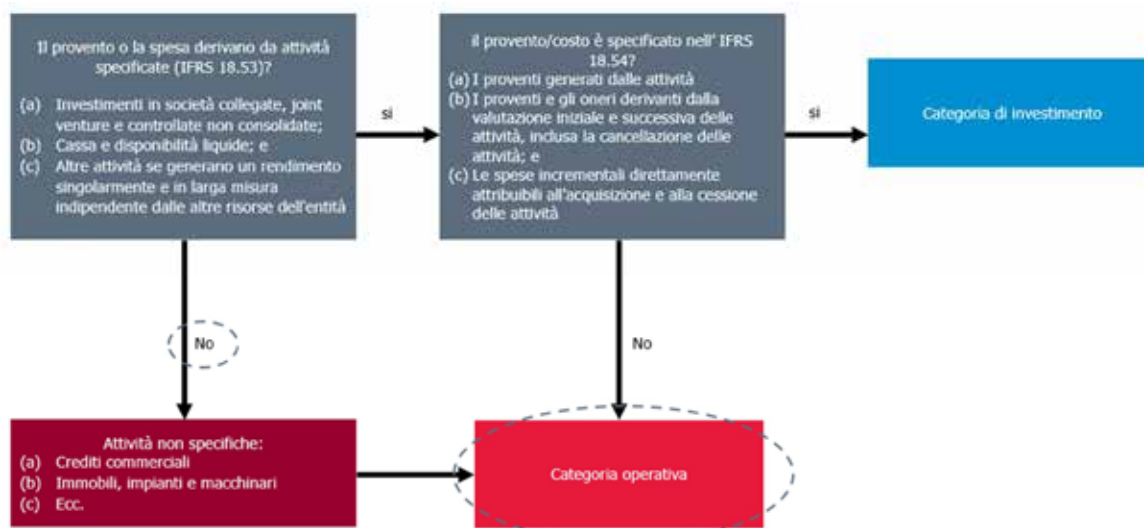 Il provento o la spesa derivano da attività
specificate (IFRS 18.53)?
(a) Investimenti in società collegate, joint
venture e controllate non consolidate;
(b) Cassa e disponibilità liquide; e
(c) Altre attività se generano un rendimento
singolarmente e in larga misura
indipendente dalle altre risorse dell'entità
si
il provento/costo è specificato nell' IFRS
18.54?
(a) I proventi generati dalle attività
(b) I proventi e gli oneri derivanti dalla
valutazione iniziale e successiva delle
attività, inclusa la cancellazione delle
attività; e
(c) Le spese incrementali direttamente
attribuibili all'acquisizione e alla cessione
delle attività
si
Categoria di investimento
No
No
Attività non specifiche:
(a) Crediti commerciali
(b) Immobili, impianti e macchinari
(c) Ecc.
Categoria operativa